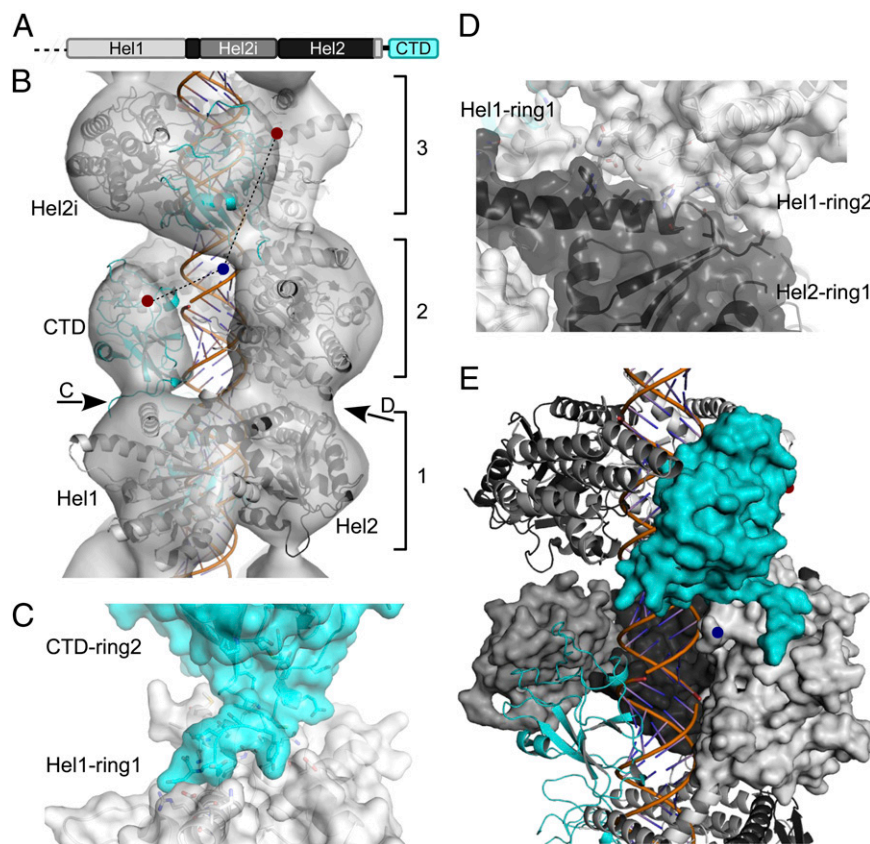 A
Hel1 Hel2i Hel2 CTD
B
3
Hel2i
2
CTD
C
D
1
Hel1
Hel2
C
CTD-ring2
Hel1-ring1
D
Hel1-ring1
Hel1-ring2
Hel2-ring1
E